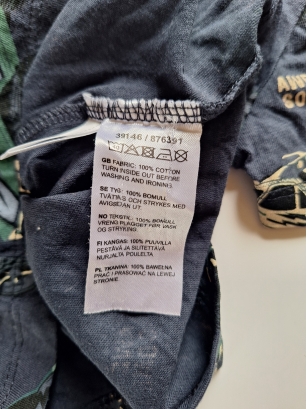 39146 / 876391
GB FABRIC: 100% COTTON
TURN INSIDE OUT BEFORE
WASHING AND IRONING.
SE TYG: 100% BOMULL
TVÄTTAS OCH STRYKES MED
AVIGSIDAN UT
NO TEKSTIL: 100% BOMULL
VRENG PLAGGET FØR VASK
OG STRYKING
FI KANGAS: 100% PUUVILLA
PESTÄVÄ JA SILITETTÄVÄ
NURJALTA PUOLELTA
PL TKANINA: 100% BAWEŁNA
PRAĆ I PRASOWAĆ NA LEWEJ
STRONIE